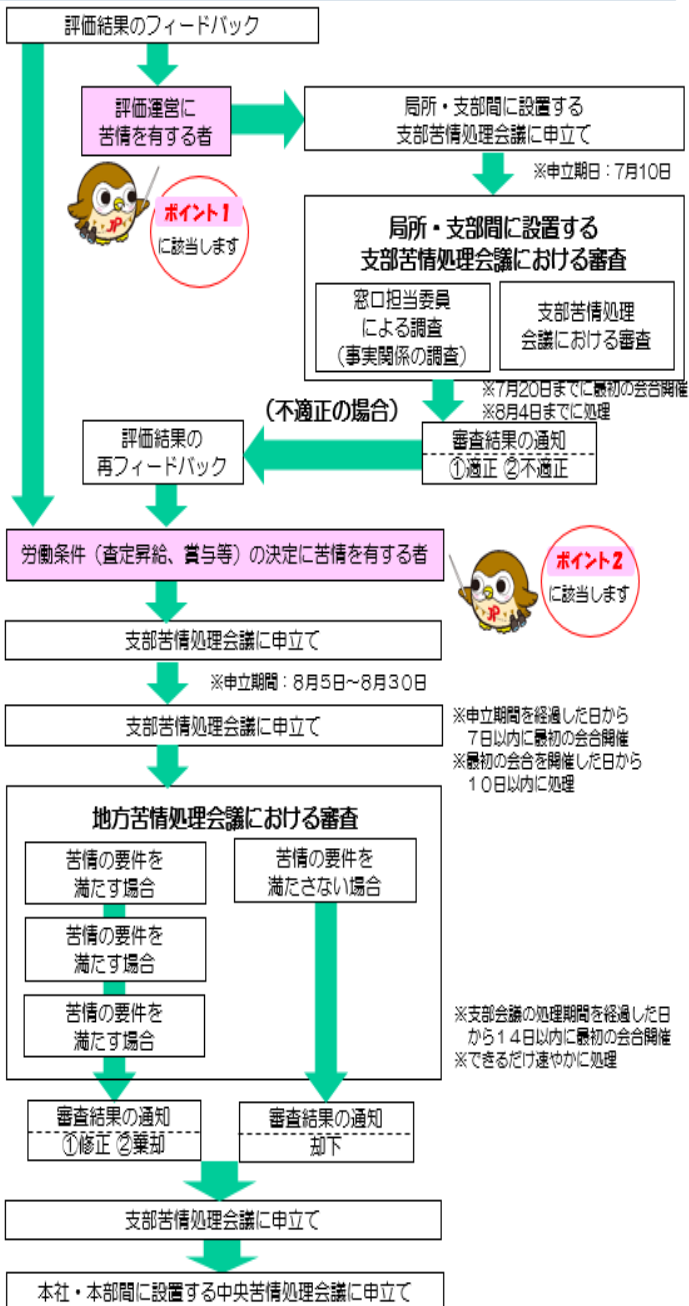 評価結果のフィードバック
評価運営に
苦情を有する者
局所・支部間に設置する
支部苦情処理会議に申立て
※申立期日：7月10日
JP
ポイント1
に該当します
局所・支部間に設置する
支部苦情処理会議における審査
窓口担当委員
による調査
（事実関係の調査）
支部苦情処理
会議における審査
※7月20日までに最初の会合開催
※8月4日までに処理
（不適正の場合）
評価結果の
再フィードバック
審査結果の通知
①適正 ②不適正
労働条件（査定昇給、賞与等）の決定に苦情を有する者
JP
ポイント2
に該当します
支部苦情処理会議に申立て
※申立期間：8月5日～8月30日
支部苦情処理会議に申立て
※申立期間を経過した日から
7日以内に最初の会合開催
※最初の会合を開催した日から
10日以内に処理
地方苦情処理会議における審査
苦情の要件を
満たす場合
苦情の要件を
満たさない場合
苦情の要件を
満たす場合
苦情の要件を
満たす場合
※支部会議の処理期間を経過した日
から14日以内に最初の会合開催
※できるだけ速やかに処理
審査結果の通知
①修正 ②棄却
審査結果の通知
却下
支部苦情処理会議に申立て
本社・本部間に設置する中央苦情処理会議に申立て